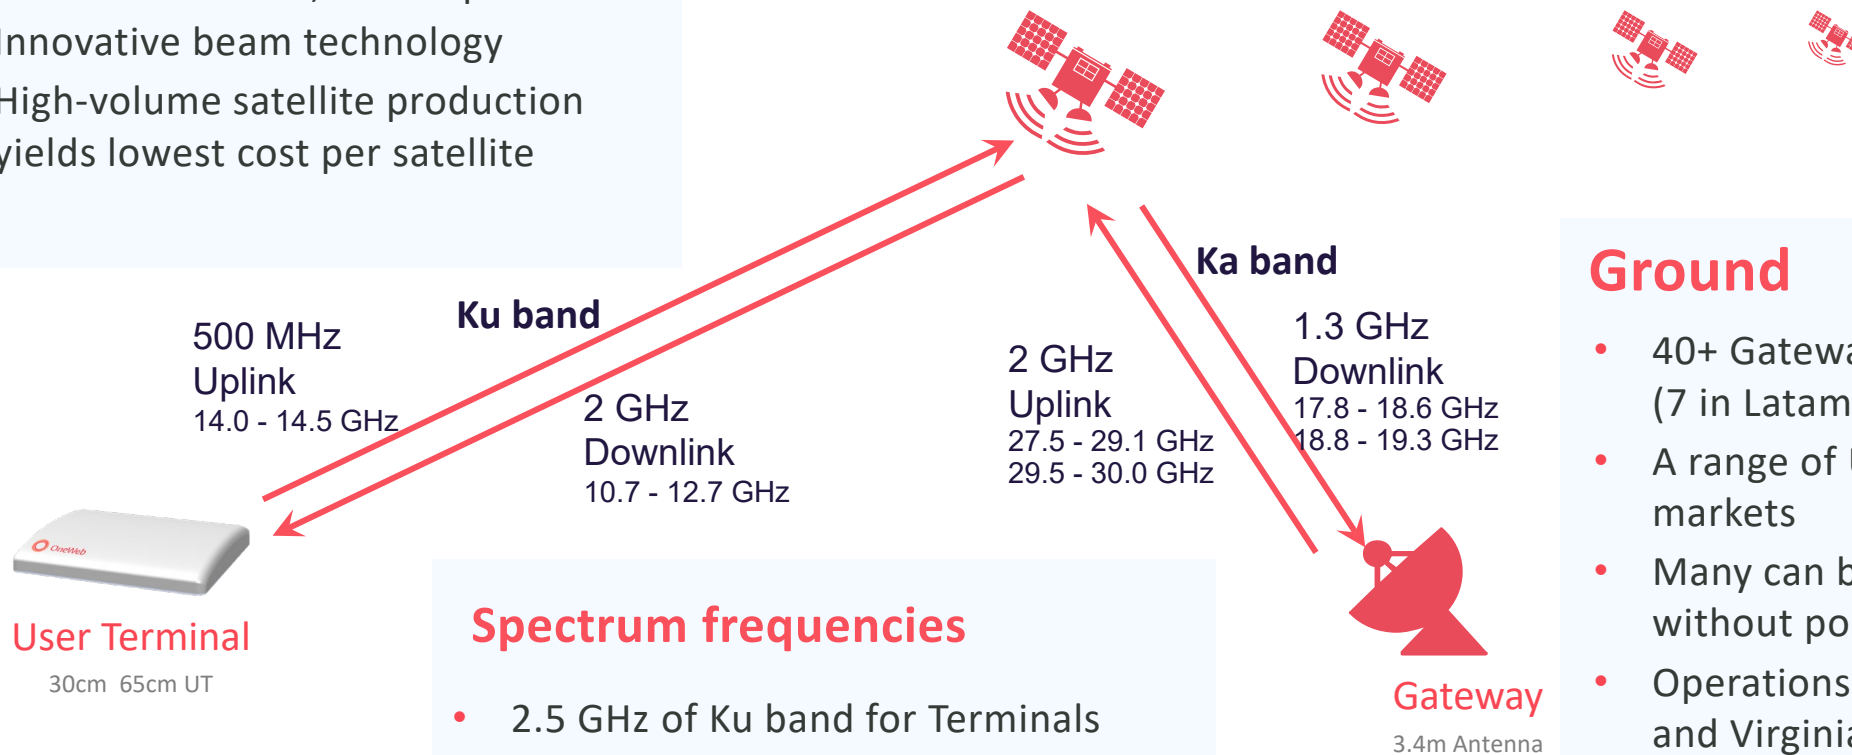 Innovative beam technology
High-volume satellite production
yields lowest cost per satellite
Ku band
500 MHz
Uplink
14.0 - 14.5 GHz
2 GHz
Downlink
10.7 - 12.7 GHz
Ka band
2 GHz
Uplink
27.5 - 29.1 GHz
29.5 - 30.0 GHz
1.3 GHz
Downlink
17.8 - 18.6 GHz
18.8 - 19.3 GHz
OneWeb
User Terminal
30cm 65cm UT
Spectrum frequencies
• 2.5 GHz of Ku band for Terminals
Gateway
3.4m Antenna
Ground
• 40+
(7 in Latam
• A range of
markets
• Many can
without
• Operations
and Virginia